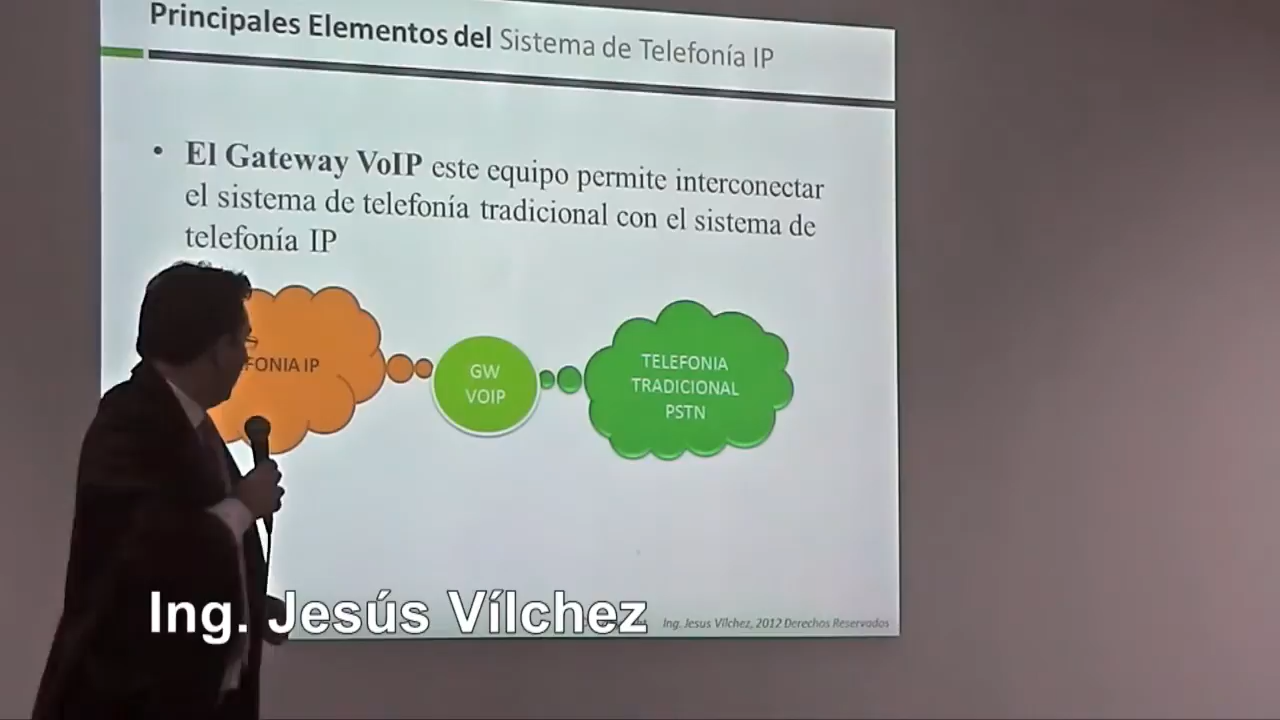 Principales Elementos del Sistema de Telefonía IP
• El Gateway VoIP este equipo permite interconectar
el sistema de telefonía tradicional con el sistema de
telefonía IP
FONIA IP
GW
VOIP
TELEFONIA
TRADICIONAL
PSTN
Ing. Jesús Vílchez
Ing. Jesus Vilchez, 2012 Derechos Reservados